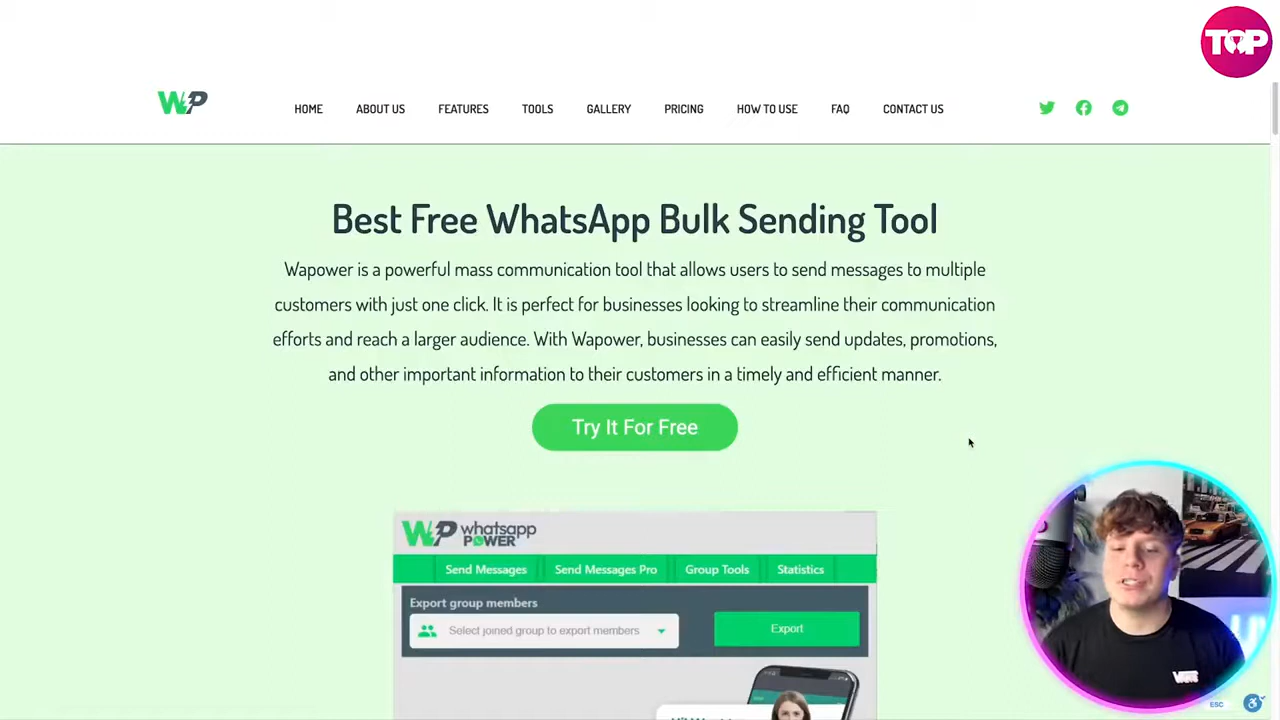 TOP
WP
HOME
ABOUT US
FEATURES
TOOLS
GALLERY
PRICING
HOW TO USE
FAQ
CONTACT US
Best Free WhatsApp Bulk Sending Tool
Wapower is a powerful mass communication tool that allows users to send messages to multiple
customers with just one click. It is perfect for businesses looking to streamline their communication
efforts and reach a larger audience. With Wapower, businesses can easily send updates, promotions,
and other important information to their customers in a timely and efficient manner.
Try It For Free
WP whatsapp
POWER
Send Messages
Send Messages Pro
Group Tools
Statistics
Export group members
Select joined group to export members
Export
ESC